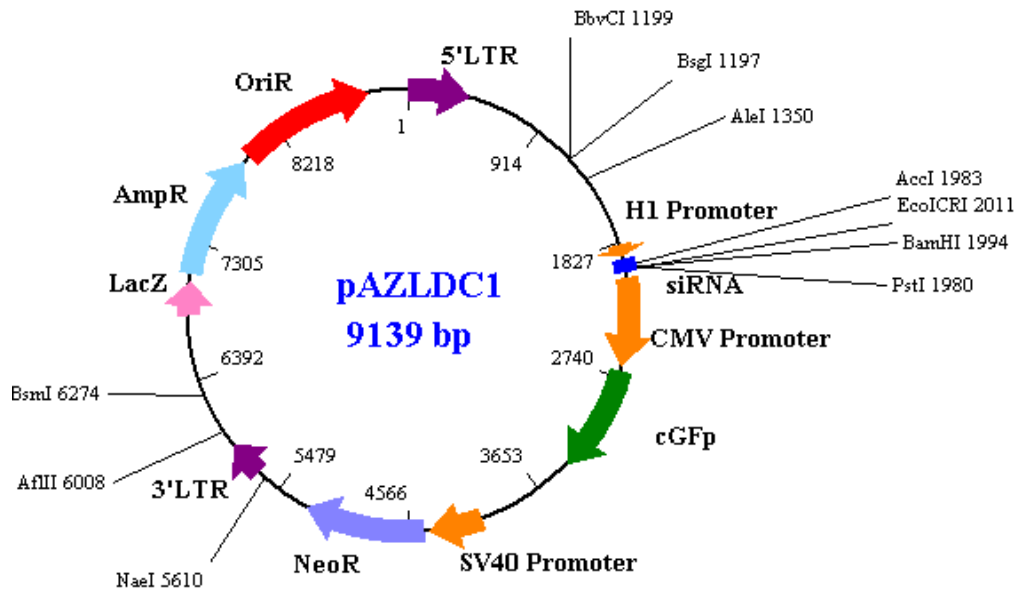 BbvCI 1199
5'LTR
BsgI 1197
OriR
AleI 1350
1
8218
914
AmpR
AccI 1983
H1 Promoter
EcoICRI 2011
1827
BamHI 1994
7305
LacZ
siRNA
PstI 1980
pAZLDC1
9139 bp
CMV Promoter
2740
6392
BsmI 6274
cGFp
5479
3653
AflII 6008
3'LTR
4566
NeoR
SV40 Promoter
NaeI 5610